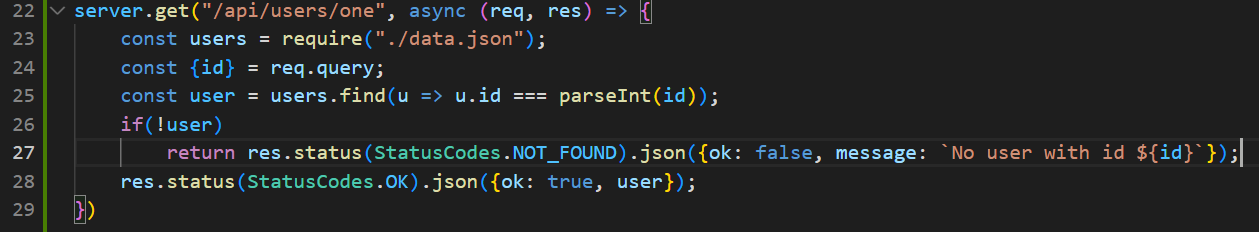 22 server.get("/api/users/one", async (req, res) => {
23 const users = require("./data.json");
24 const {id} = req.query;
25 const user = users.find(u => u.id === parseInt(id));
26 if(!user)
27 return res.status(StatusCodes.NOT_FOUND).json({ok: false, message: `No user with id ${id}`});
28 res.status(StatusCodes.OK).json({ok: true, user});
29 })